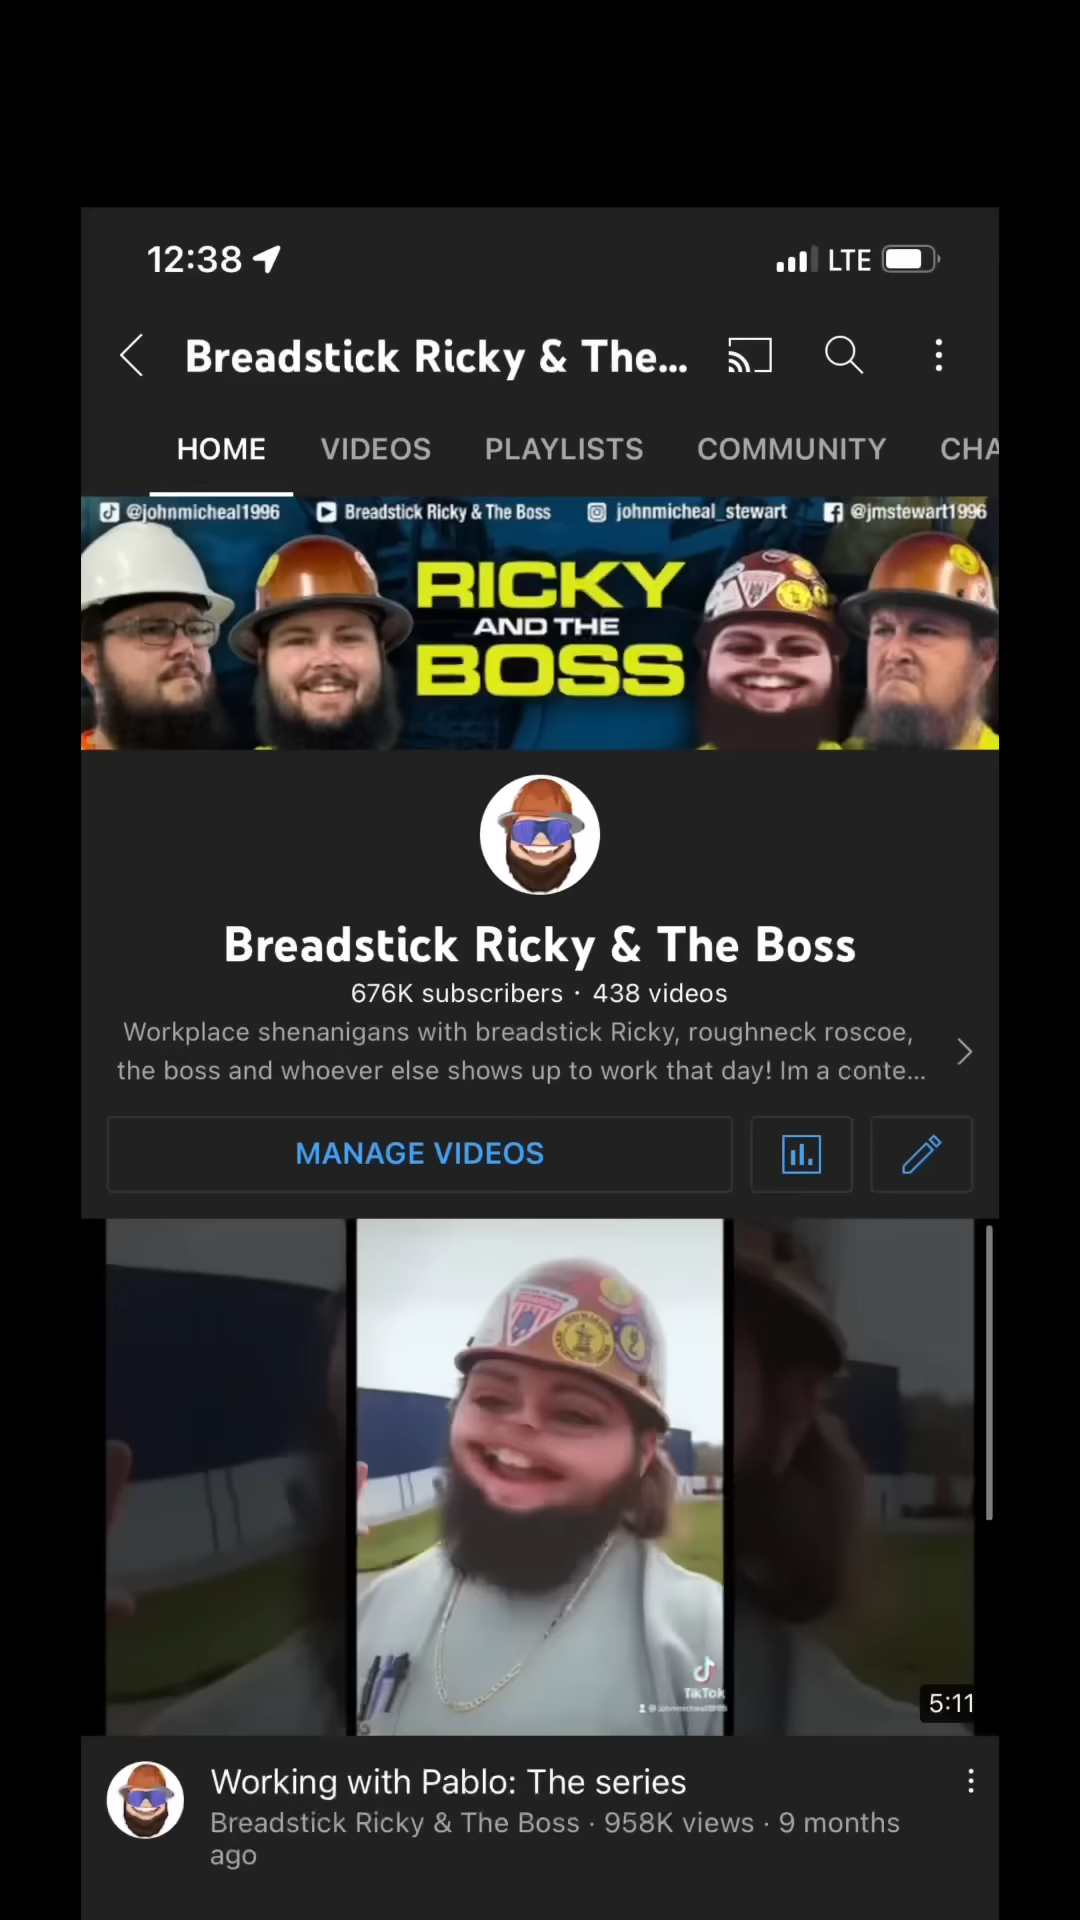 12:38
LTE
Breadstick Ricky & The...
HOME VIDEOS PLAYLISTS COMMUNITY CHA
@johnmicheal1996 Breadstick Ricky & The Boss johnmicheal_stewart @jmstewart1996
RICKY
AND THE
BOSS
Breadstick Ricky & The Boss
676K subscribers · 438 videos
Workplace shenanigans with breadstick Ricky, roughneck roscoe,
the boss and whoever else shows up to work that day! Im a conte...
MANAGE VIDEOS
TikTok
5:11
Working with Pablo: The series
Breadstick Ricky & The Boss · 958K views · 9 months
ago